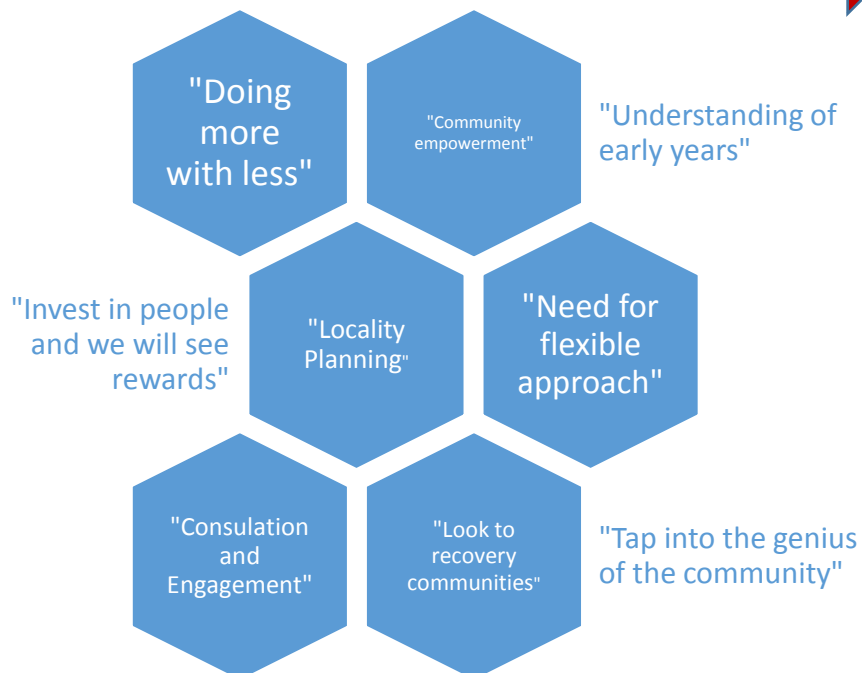 "Doing
more
with less"
"Community
empowerment"
"Understanding of
early years"
"Invest in people
and we will see
rewards"
"Locality
Planning"
"Need for
flexible
approach"
"Consulation
and
Engagement"
"Look to
recovery
communities"
"Tap into the genius
of the community"